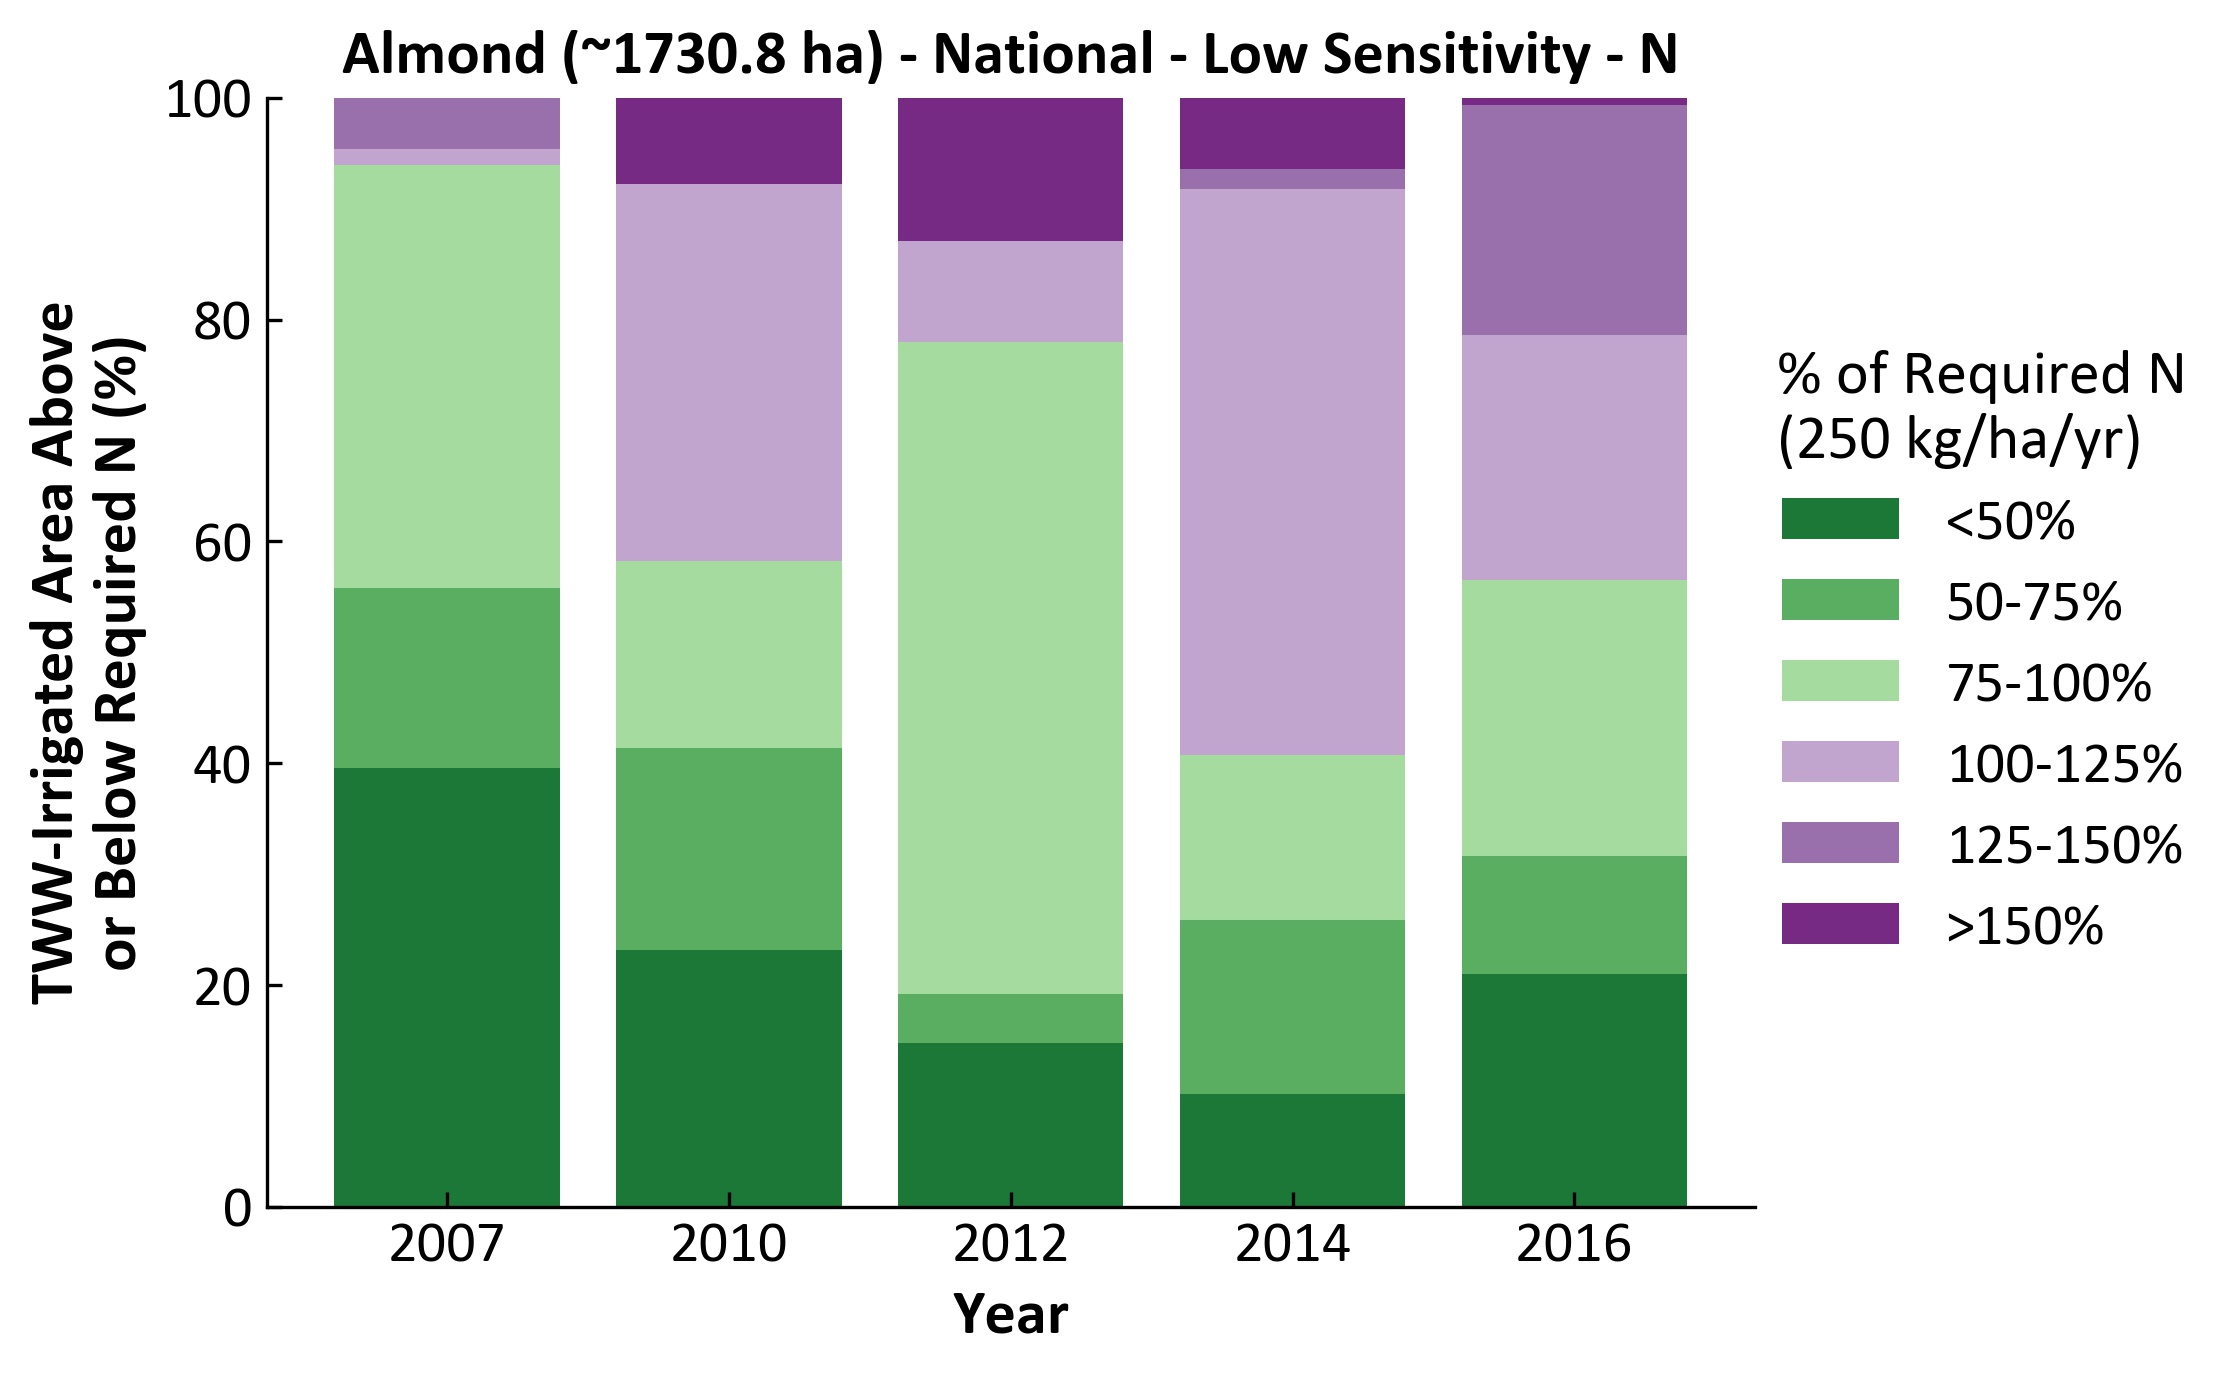 Almond (~1730.8 ha) - National - Low Sensitivity - N
TWW-Irrigated Area Above
or Below Required N (%)
100
80
60
40
20
0
2007
2010
2012
2014
2016
Year
% of Required N
(250 kg/ha/yr)
<50%
50-75%
75-100%
100-125%
125-150%
>150%